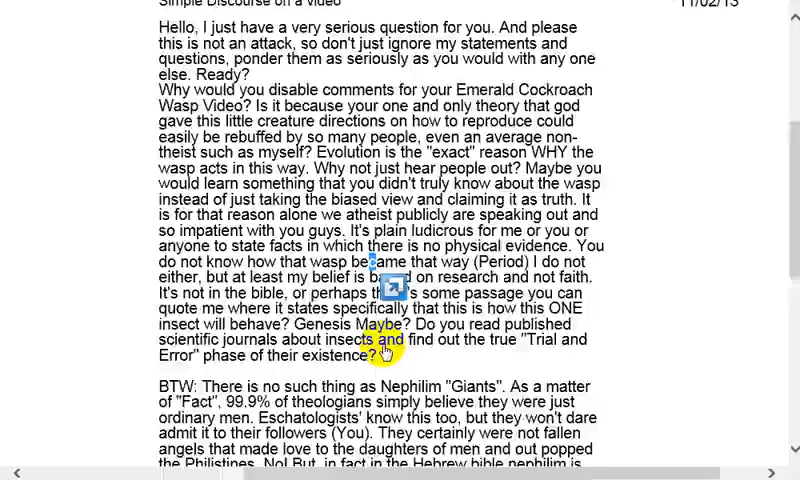 Simple Discourse on a video 11/02/13
Hello, I just have a very serious question for you. And please
this is not an attack, so don't just ignore my statements and
questions, ponder them as seriously as you would with any one
else. Ready?
Why would you disable comments for your Emerald Cockroach
Wasp Video? Is it because your one and only theory that god
gave this little creature directions on how to reproduce could
easily be rebuffed by so many people, even an average non-
theist such as myself? Evolution is the "exact" reason WHY the
wasp acts in this way. Why not just hear people out? Maybe you
would learn something that you didn't truly know about the wasp
instead of just taking the biased view and claiming it as truth. It
is for that reason alone we atheist publicly are speaking out and
so impatient with you guys. It's plain ludicrous for me or you or
anyone to state facts in which there is no physical evidence. You
do not know how that wasp became that way (Period) I do not
either, but at least my belief is based on research and not faith.
It's not in the bible, or perhaps there's some passage you can
quote me where it states specifically that this is how this ONE
insect will behave? Genesis Maybe? Do you read published
scientific journals about insects and find out the true "Trial and
Error" phase of their existence?
BTW: There is no such thing as Nephilim "Giants". As a matter
of "Fact", 99.9% of theologians simply believe they were just
ordinary men. Eschatologists' know this too, but they won't dare
admit it to their followers (You). They certainly were not fallen
angels that made love to the daughters of men and out popped
the Philistines. No! But, in fact in the Hebrew bible nephilim is